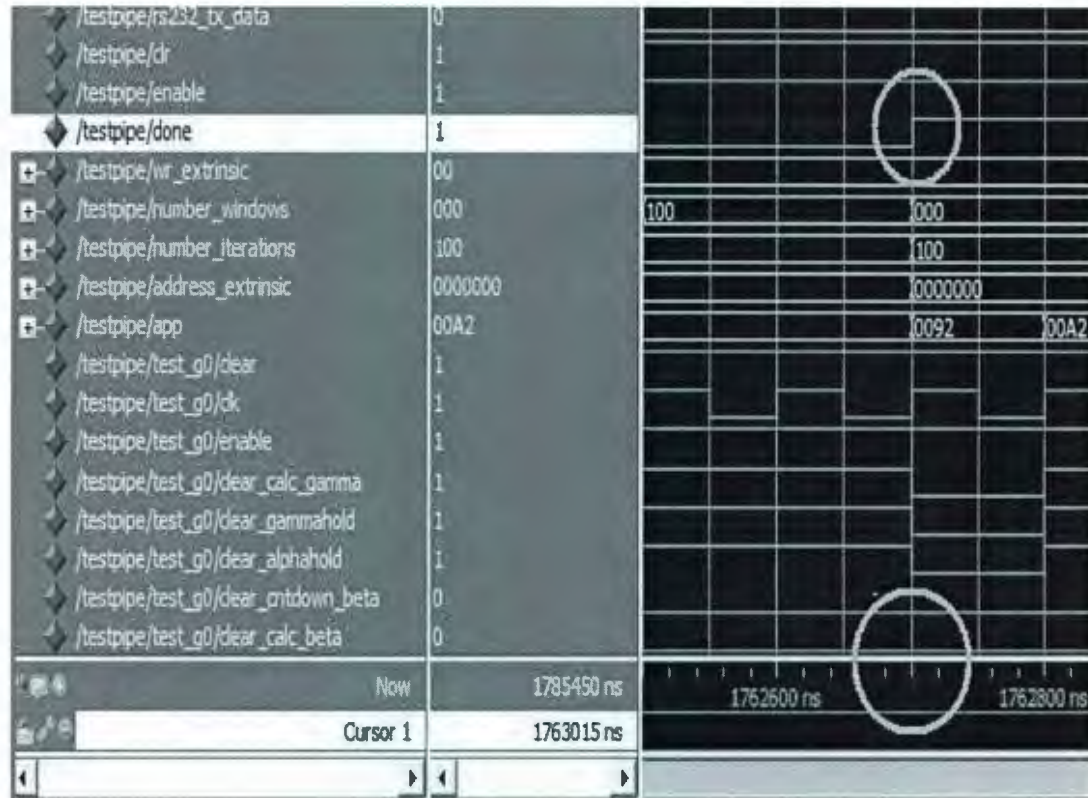 /testpipe/rs232_tx_data 0
/testpipe/clr 1
/testpipe/enable 1
/testpipe/done 1
/testpipe/wr_extrinsic 00
/testpipe/number_windows 000 100 000
/testpipe/number_iterations 100 100
/testpipe/address_extrinsic 0000000 0000000
/testpipe/app 00A2 0092 00A2
/testpipe/test_g0/clear 1
/testpipe/test_g0/clk 1
/testpipe/test_g0/enable 1
/testpipe/test_g0/clear_calc_gamma 1
/testpipe/test_g0/clear_gammahold 1
/testpipe/test_g0/clear_alphahold 1
/testpipe/test_g0/clear_cntdown_beta 0
/testpipe/test_g0/clear_calc_beta 0
Now 1785450 ns 1762600 ns 1762800 ns
Cursor 1 1763015 ns